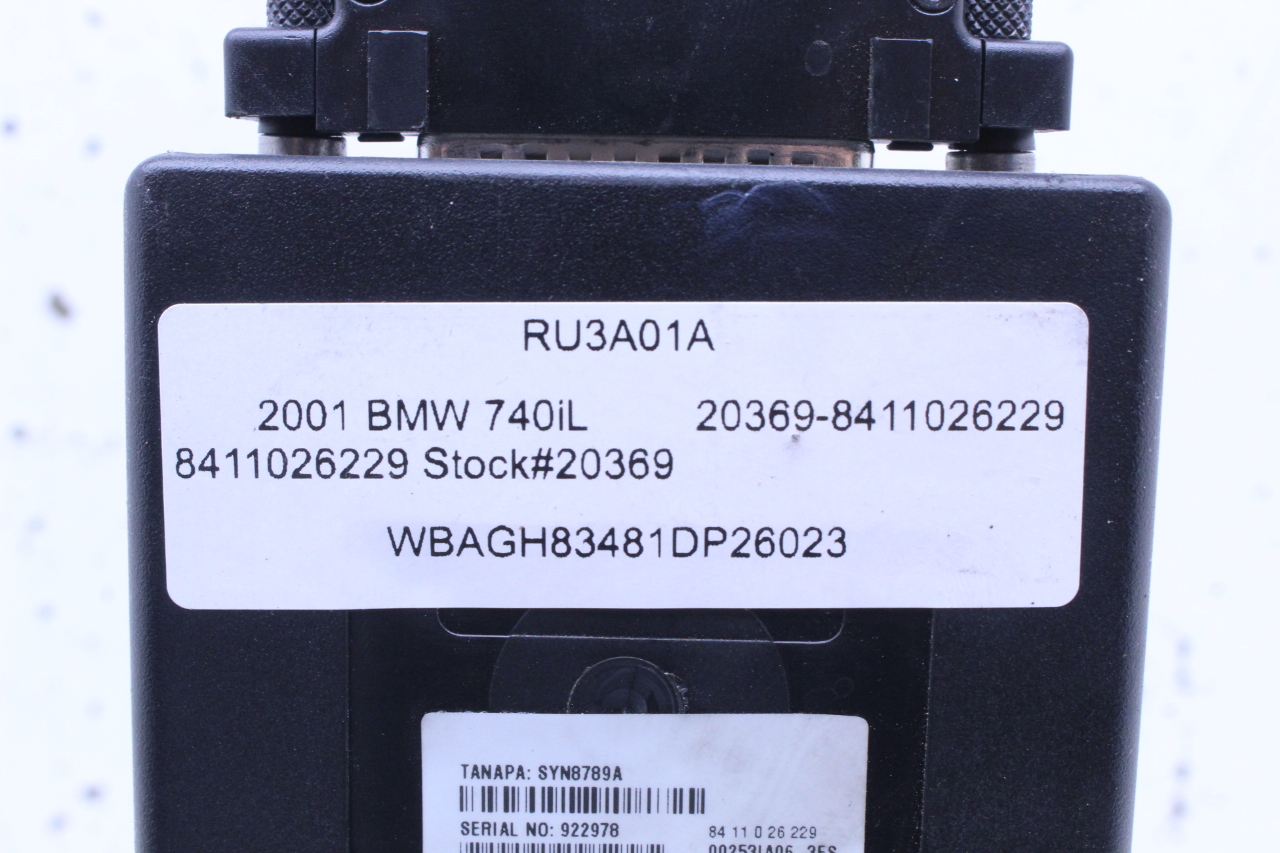 RU3A01A
2001 BMW 740iL 20369-8411026229
8411026229 Stock#20369
WBAGH83481DP26023
TANAPA: SYN8789A
SERIAL NO: 922978 84 11 0 26 229